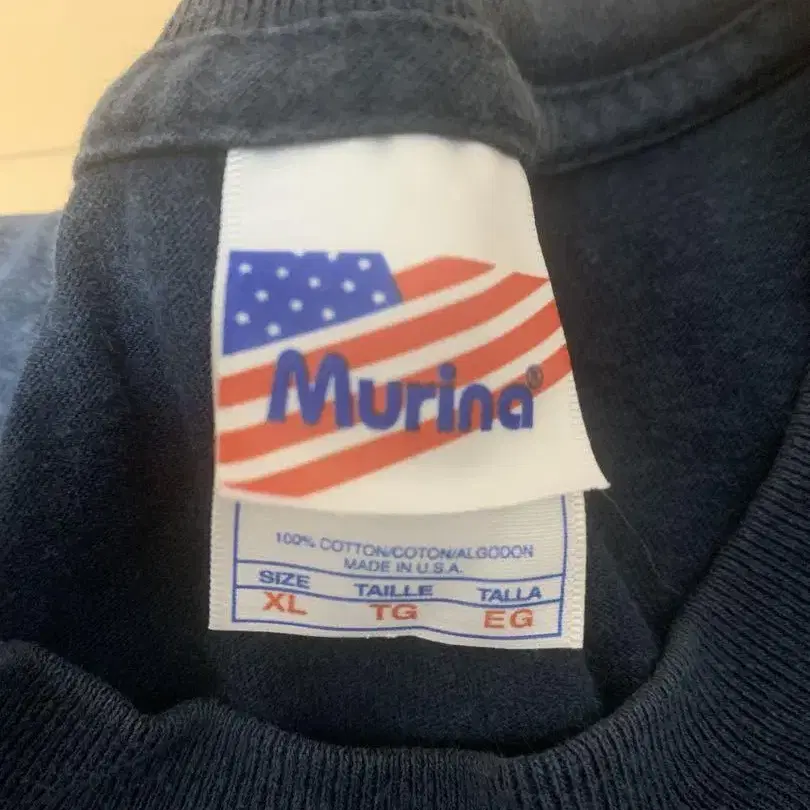 Murina®
100% COTTON/COTON/ALGODON
MADE IN U.S.A.
SIZE TAILLE TALLA
XL TG EG